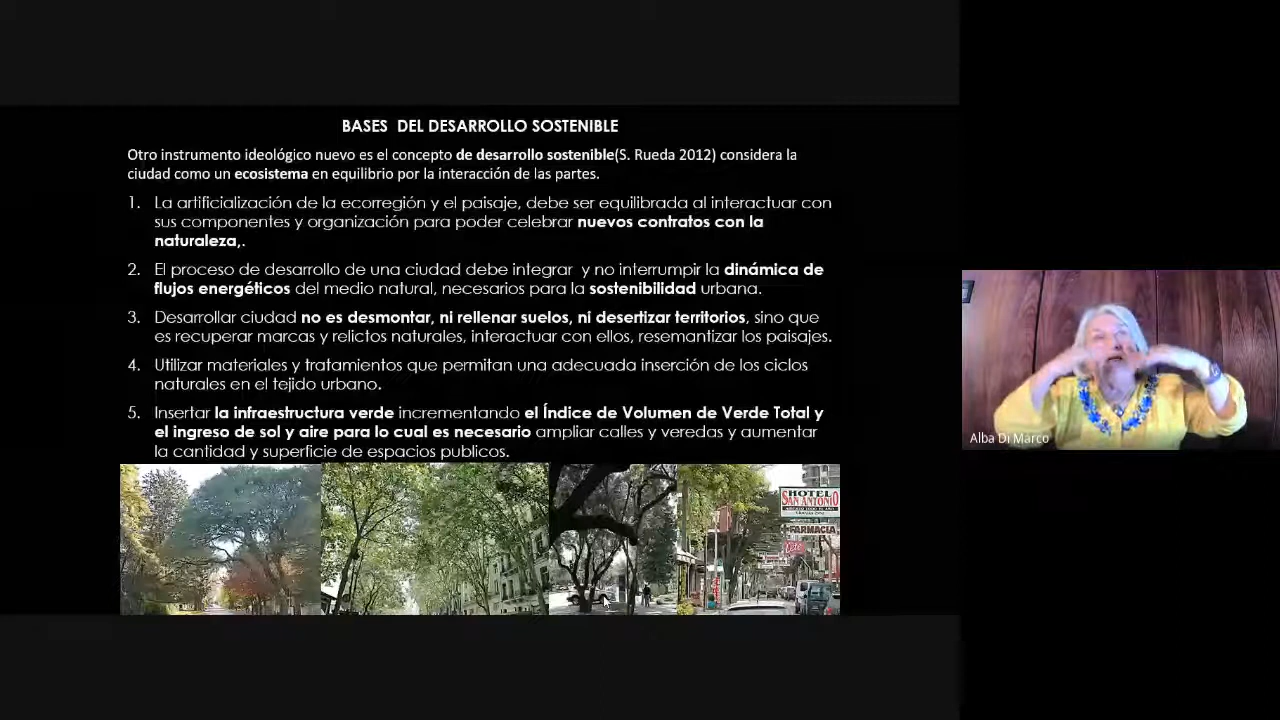 BASES DEL DESARROLLO SOSTENIBLE
Otro instrumento ideológico nuevo es el concepto de desarrollo sostenible(S. Rueda 2012) considera la
ciudad como un ecosistema en equilibrio por la interacción de las partes.
1. La artificialización de la ecorregión y el paisaje, debe ser equilibrada al interactuar con
sus componentes y organización para poder celebrar nuevos contratos con la
naturaleza,.
2. El proceso de desarrollo de una ciudad debe integrar y no interrumpir la dinámica de
flujos energéticos del medio natural, necesarios para la sostenibilidad urbana.
3. Desarrollar ciudad no es desmontar, ni rellenar suelos, ni desertizar territorios, sino que
es recuperar marcas y relictos naturales, interactuar con ellos, resemantizar los paisajes.
4. Utilizar materiales y tratamientos que permitan una adecuada inserción de los ciclos
naturales en el tejido urbano.
5. Insertar la infraestructura verde incrementando el Índice de Volumen de Verde Total y
el ingreso de sol y aire para lo cual es necesario ampliar calles y veredas y aumentar
la cantidad y superficie de espacios publicos.
HOTEL
SAN ANTONIO
FARMACIA
Alba Di Marco